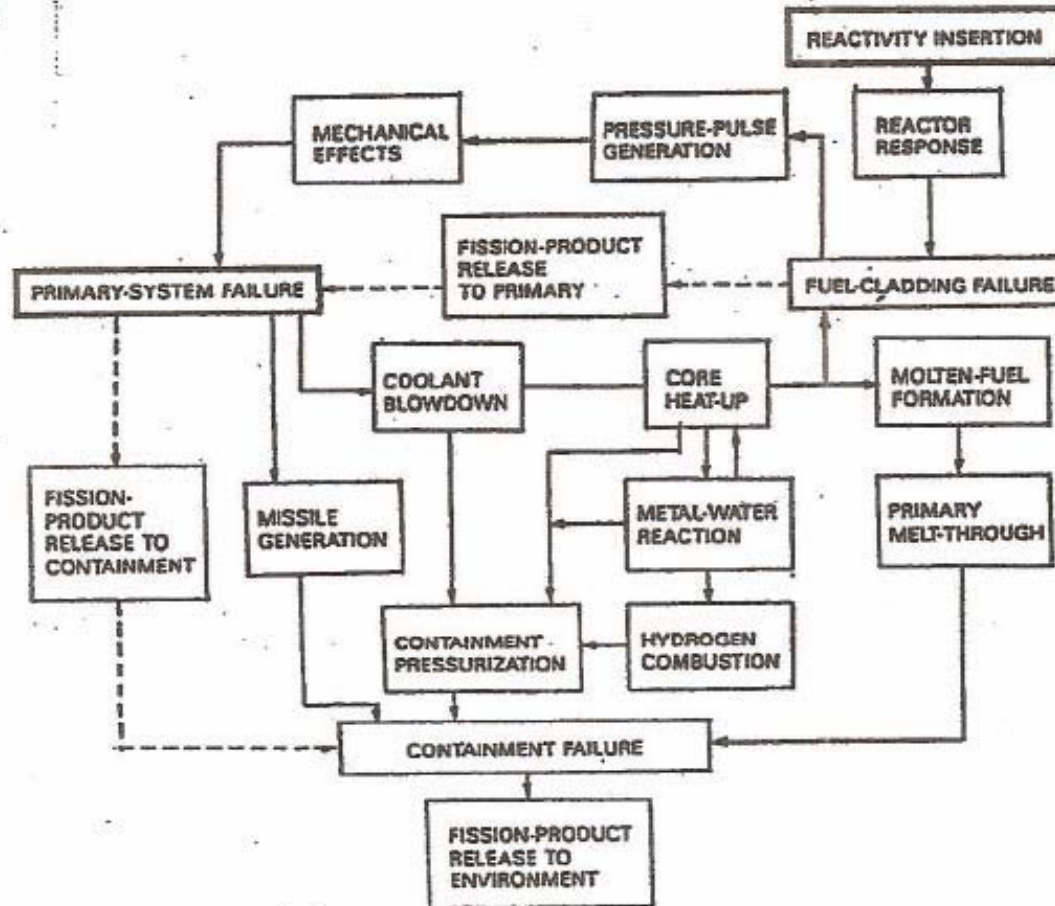 REACTIVITY INSERTION
MECHANICAL
EFFECTS
PRESSURE-PULSE
GENERATION
REACTOR
RESPONSE
FISSION-PRODUCT
RELEASE
TO PRIMARY
PRIMARY-SYSTEM FAILURE
FUEL-CLADDING FAILURE
COOLANT
BLOWDOWN
CORE
HEAT-UP
MOLTEN-FUEL
FORMATION
FISSION-
PRODUCT
RELEASE TO
CONTAINMENT
MISSILE
GENERATION
METAL-WATER
REACTION
PRIMARY
MELT-THROUGH
CONTAINMENT
PRESSURIZATION
HYDROGEN
COMBUSTION
CONTAINMENT FAILURE
FISSION-PRODUCT
RELEASE TO
ENVIRONMENT